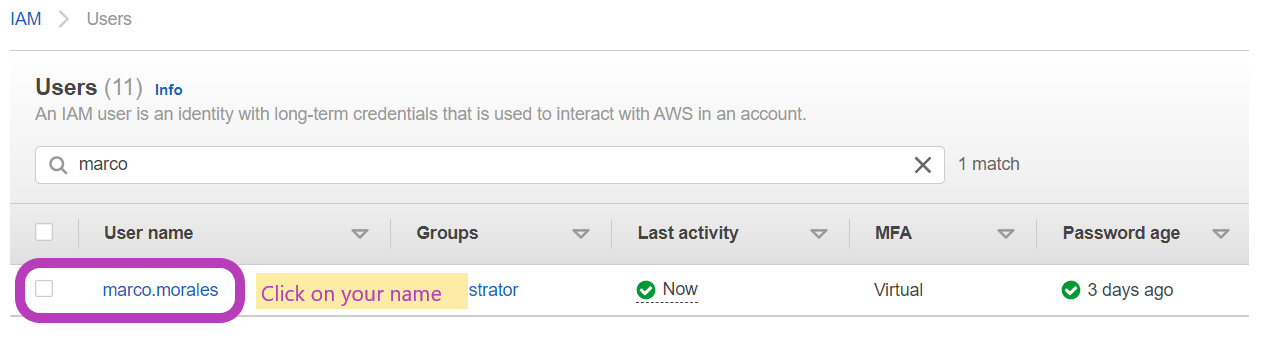 IAM > Users
Users (11) Info
An IAM user is an identity with long-term credentials that is used to interact with AWS in an account.
marco 1 match
User name Groups Last activity MFA Password age
marco.morales Click on your name strator Now Virtual 3 days ago